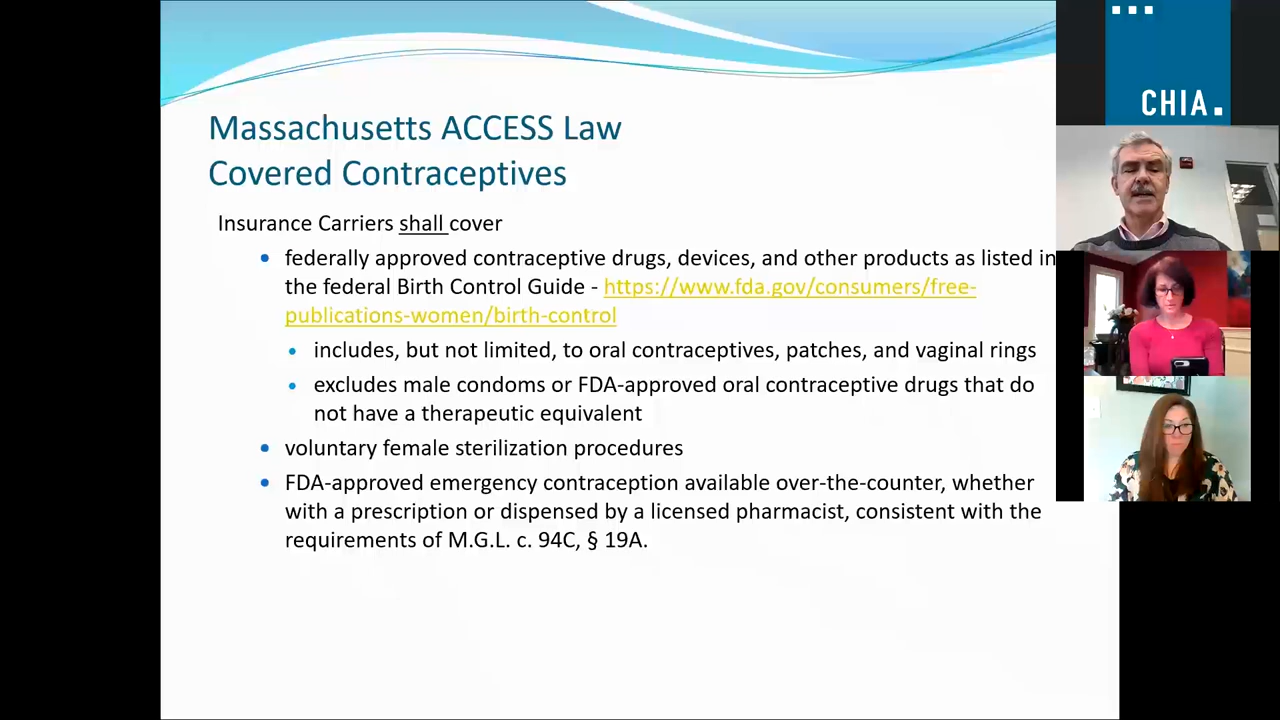 Massachusetts ACCESS Law
Covered Contraceptives
Insurance Carriers shall cover
• federally approved contraceptive drugs, devices, and other products as listed in
the federal Birth Control Guide - https://www.fda.gov/consumers/free-
publications-women/birth-control
• includes, but not limited, to oral contraceptives, patches, and vaginal rings
• excludes male condoms or FDA-approved oral contraceptive drugs that do
not have a therapeutic equivalent
• voluntary female sterilization procedures
• FDA-approved emergency contraception available over-the-counter, whether
with a prescription or dispensed by a licensed pharmacist, consistent with the
requirements of M.G.L. c. 94C, § 19A.
CHIA.